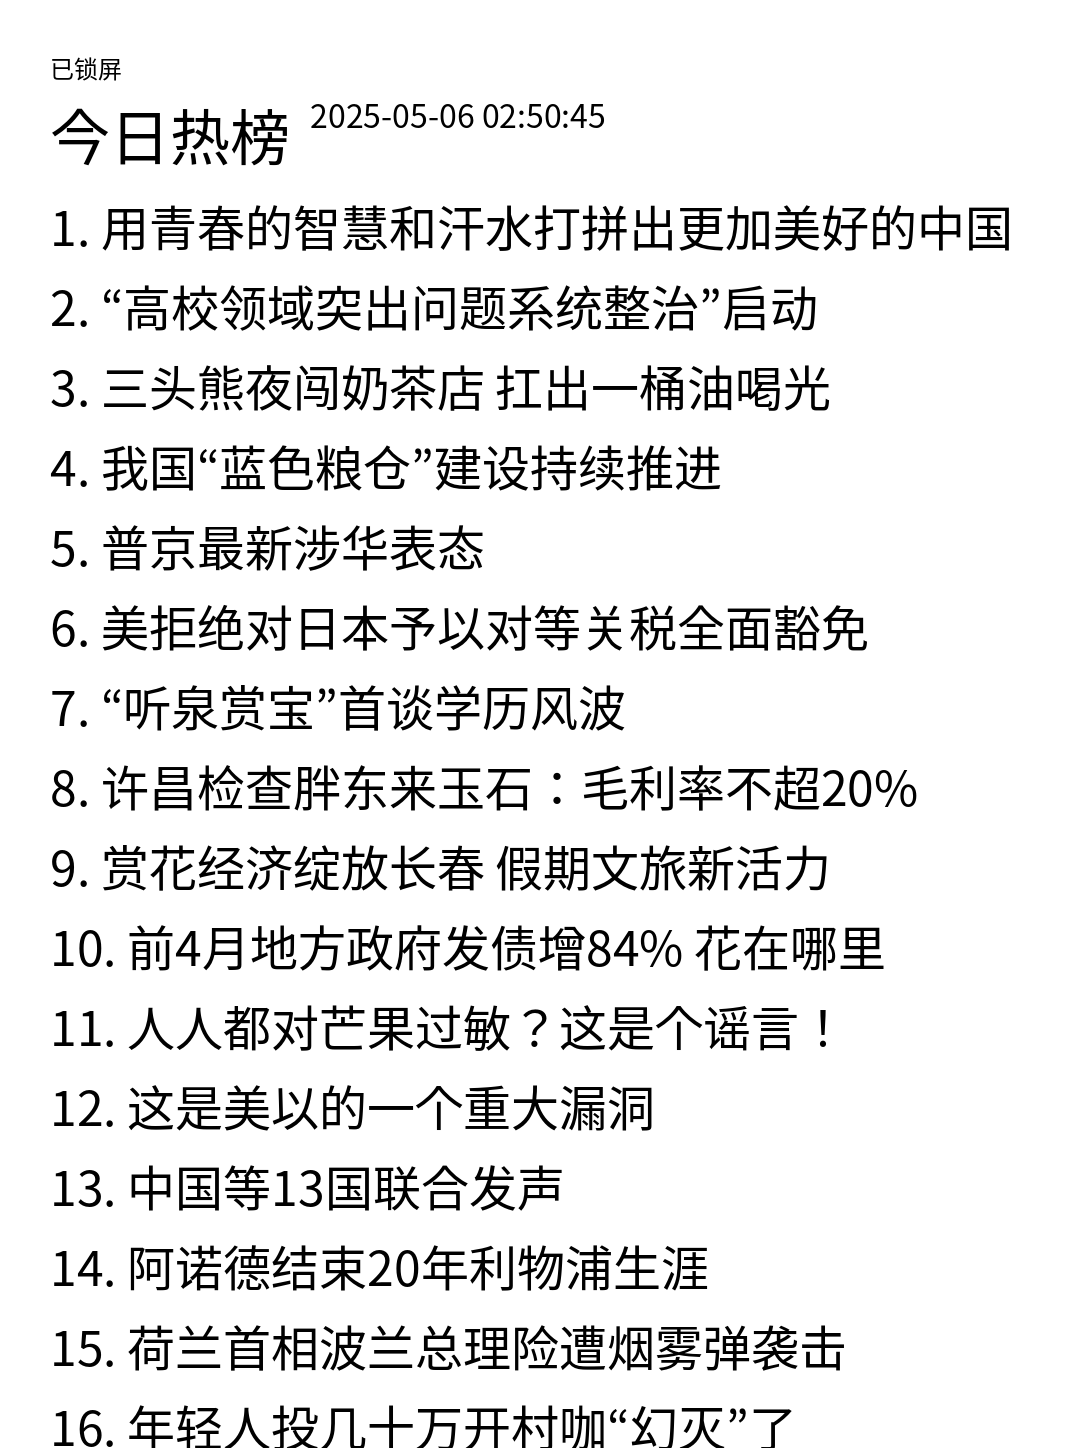 已锁屏
今日热榜 2025-05-06 02:50:45
1. 用青春的智慧和汗水打拼出更加美好的中国
2. “高校领域突出问题系统整治”启动
3. 三头熊夜闯奶茶店 扛出一桶油喝光
4. 我国“蓝色粮仓”建设持续推进
5. 普京最新涉华表态
6. 美拒绝对日本予以对等关税全面豁免
7. “听泉赏宝”首谈学历风波
8. 许昌检查胖东来玉石：毛利率不超20%
9. 赏花经济绽放长春 假期文旅新活力
10. 前4月地方政府发债增84% 花在哪里
11. 人人都对芒果过敏？这是个谣言！
12. 这是美以的一个重大漏洞
13. 中国等13国联合发声
14. 阿诺德结束20年利物浦生涯
15. 荷兰首相波兰总理险遭烟雾弹袭击
16. 年轻人投几十万开村咖“幻灭”了